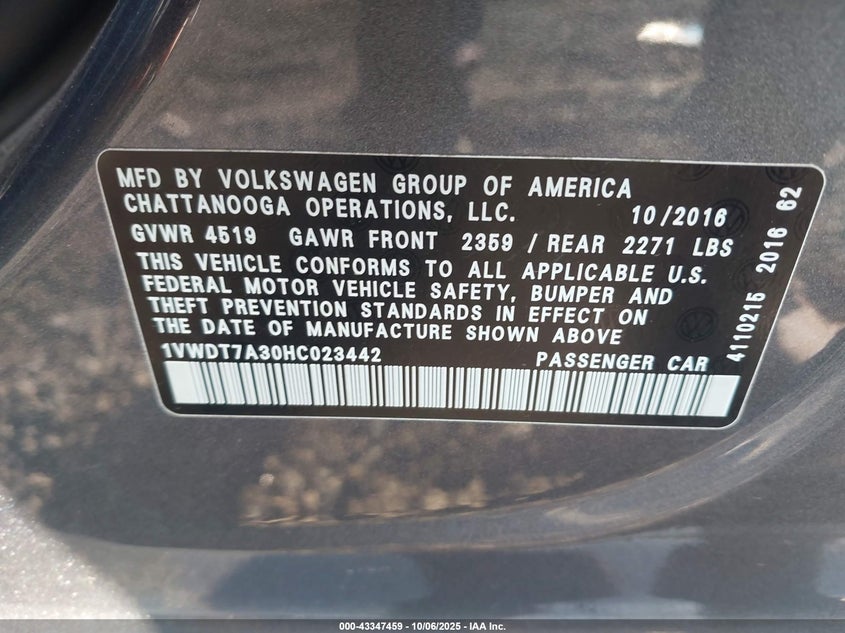 MFD BY VOLKSWAGEN GROUP OF AMERICA
CHATTANOOGA OPERATIONS, LLC. 10/2016
GVWR 4519 GAWR FRONT 2359 / REAR 2271 LBS
THIS VEHICLE CONFORMS TO ALL APPLICABLE U.S.
FEDERAL MOTOR VEHICLE SAFETY, BUMPER AND
THEFT PREVENTION STANDARDS IN EFFECT ON
THE DATE OF MANUFACTURE SHOWN ABOVE
1VWDT7A30HC023442 PASSENGER CAR
4110215 2016 62
000-43347459 - 10/06/2025 - IAA Inc.